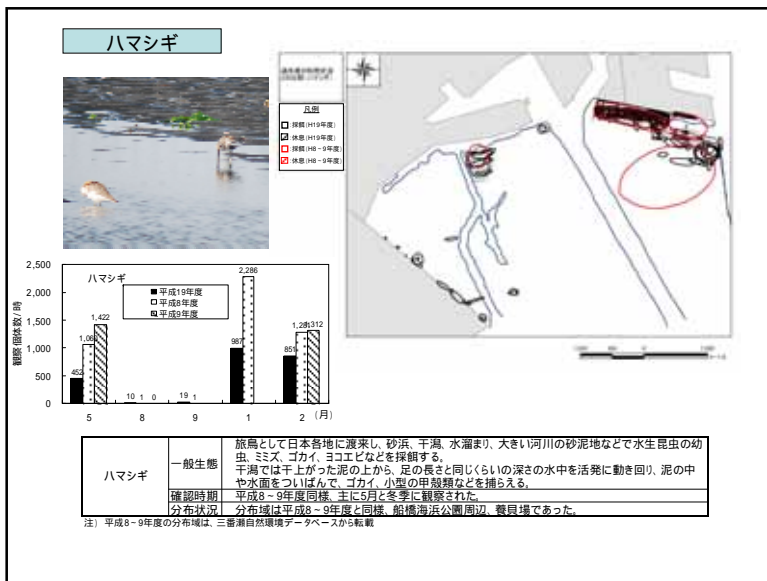 ハマシギ
凡例
:採餌(H19年度)
:休息(H19年度)
:採餌(H8～9年度)
:休息(H8～9年度)
ハマシギ
平成19年度
平成8年度
平成9年度
観察個体数/時
2,500
2,000
1,500
1,000
500
0
452
1,422
10 1 0
19 1
987
2,286
851
1,312
5 8 9 1 2 (月)
ハマシギ
一般生態
旅鳥として日本各地に渡来し、砂浜、干潟、水溜まり、大きい河川の砂泥地などで水生昆虫の幼
虫、ミミズ、ゴカイ、ヨコエビなどを採餌する。
干潟では干上がった泥の上から、足の長さと同じくらいの深さの水中を活発に動き回り、泥の中
や水面をついばんで、ゴカイ、小型の甲殻類などを捕らえる。
確認時期
平成8～9年度同様、主に5月と冬季に観察された。
分布状況
分布域は平成8～9年度と同様、船橋海浜公園周辺、養貝場であった。
注) 平成8～9年度の分布域は、三番瀬自然環境データベースから転載